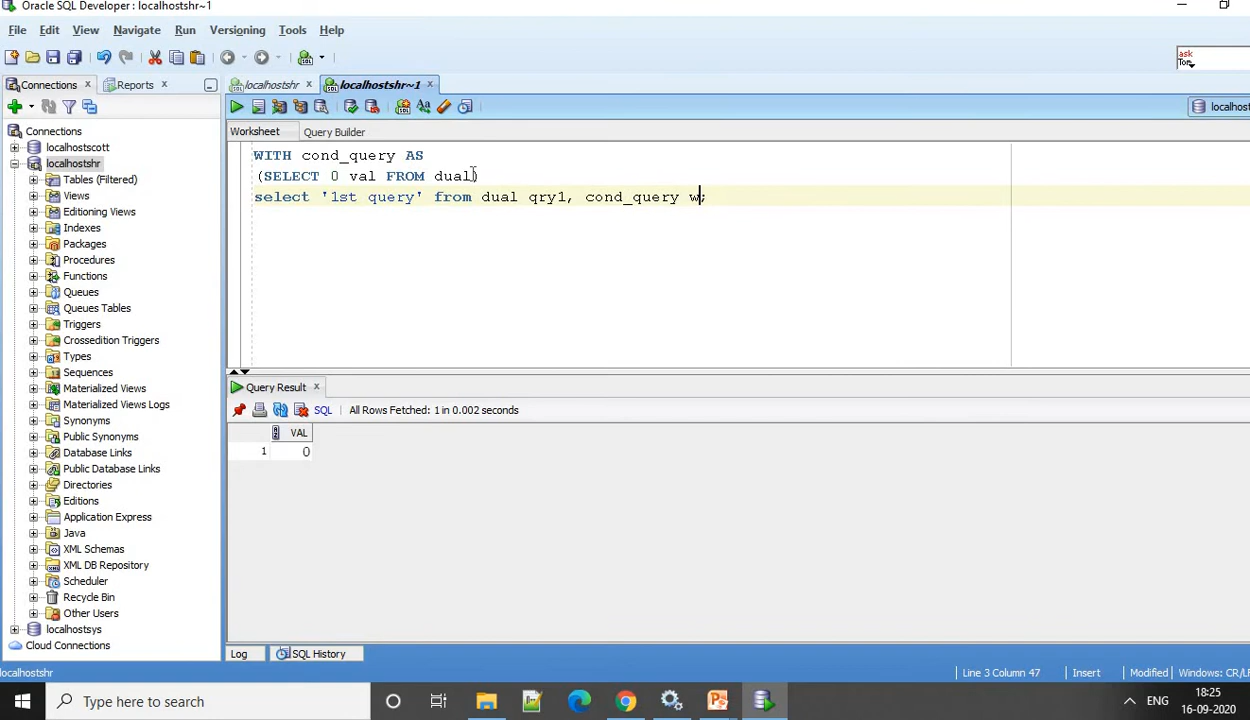 Oracle SQL Developer : localhostshr~1
File Edit View Navigate Run Versioning Tools Help
ask
Tom
Connections Reports localhostshr localhostshr~1
localhost
Worksheet Query Builder
Connections
localhostscott
localhostshr
Tables (Filtered)
Views
Editioning Views
Indexes
Packages
Procedures
Functions
Queues
Queues Tables
Triggers
Crossedition Triggers
Types
Sequences
Materialized Views
Materialized Views Logs
Synonyms
Public Synonyms
Database Links
Public Database Links
Directories
Editions
Application Express
Java
XML Schemas
XML DB Repository
Scheduler
Recycle Bin
Other Users
localhostsys
Cloud Connections
WITH cond_query AS
(SELECT 0 val FROM dual)
select '1st query' from dual qry1, cond_query w;
Query Result
SQL All Rows Fetched: 1 in 0.002 seconds
VAL
1 0
Log SQL History
localhostshr Line 3 Column 47 Insert Modified Windows: CR/LF
Type here to search
ENG
18:25
16-09-2020